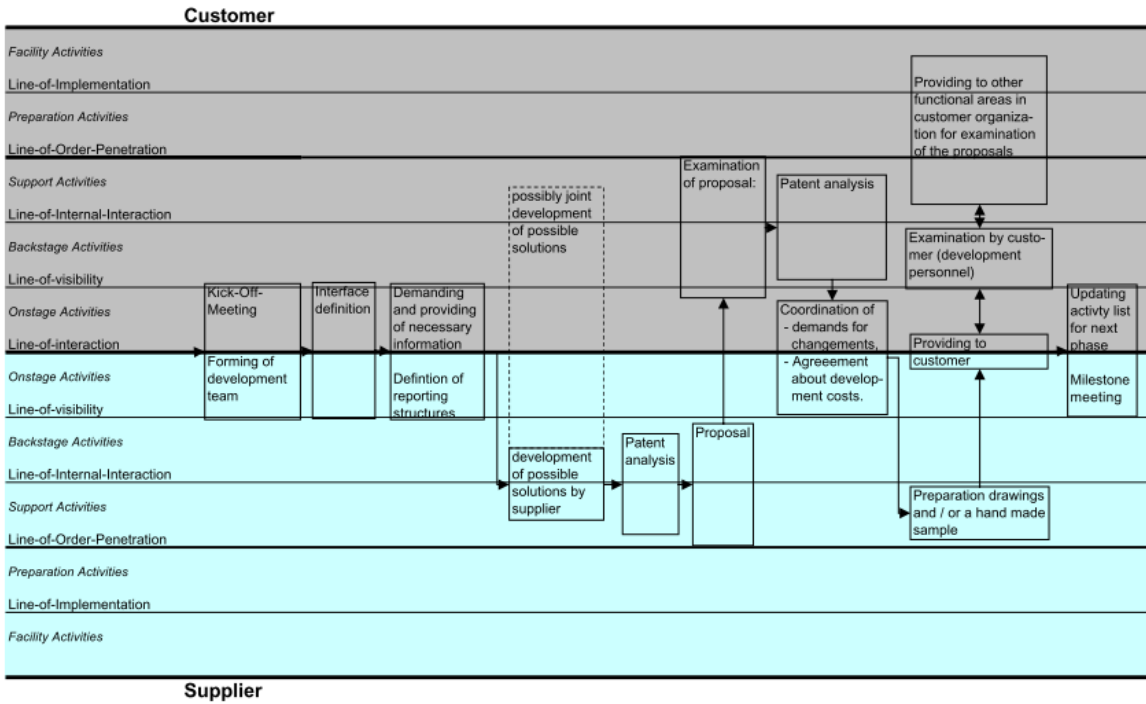 Customer
Facility Activities
Line-of-Implementation
Preparation Activities
Line-of-Order-Penetration
Support Activities
Line-of-Internal-Interaction
Backstage Activities
Line-of-visibility
Onstage Activities
Line-of-interaction
Onstage Activities
Line-of-visibility
Backstage Activities
Line-of-Internal-Interaction
Support Activities
Line-of-Order-Penetration
Preparation Activities
Line-of-Implementation
Facility Activities
Kick-Off-
Meeting
Forming of
development
team
Interface
definition
Demanding
and providing
of necessary
information
Defintion of
reporting
structures
possibly joint
development
of possible
solutions
development
of possible
solutions by
supplier
Patent
analysis
Proposal
Examination
of proposal:
Patent analysis
Coordination of
- demands for
changements,
- Agreeement
about develop-
ment costs.
Providing to other
functional areas in
customer organiza-
tion for examination
of the proposals
Examination by custo-
mer (development
personnel)
Providing to
customer
Preparation drawings
and / or a hand made
sample
Updating
activty list
for next
phase
Milestone
meeting
Supplier